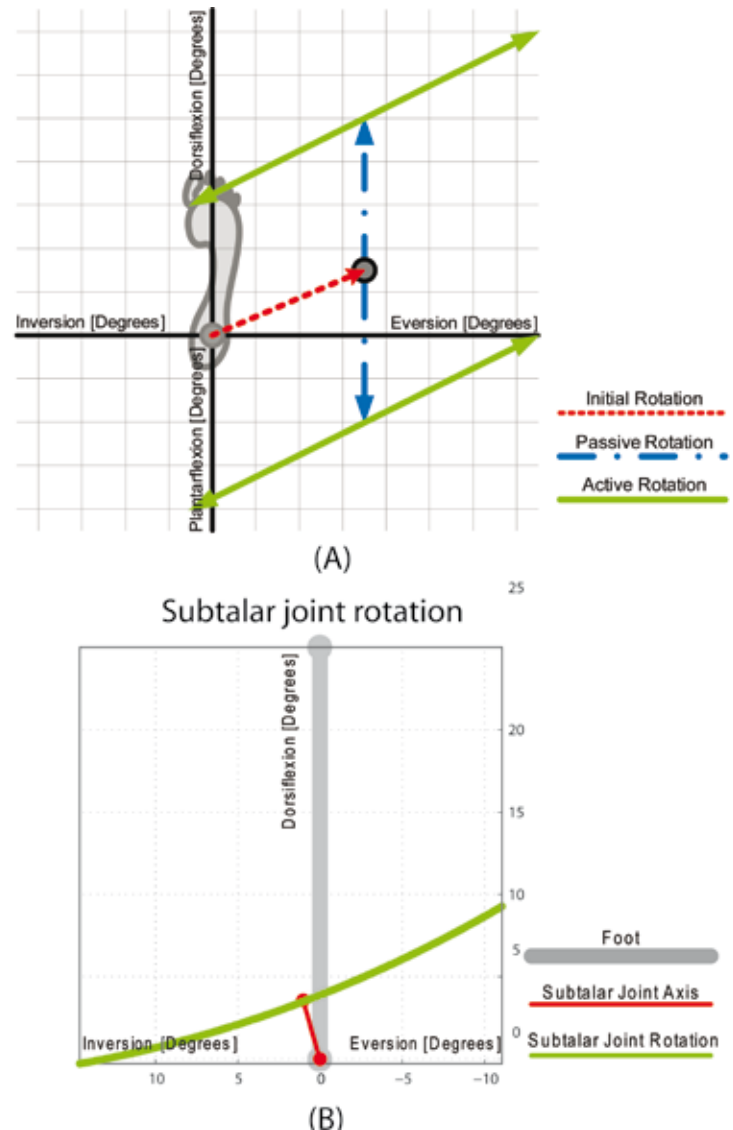 Dorsiflexion [Degrees]
Inversion [Degrees]
Eversion [Degrees]
Plantarflexion [Degrees]
Initial Rotation
Passive Rotation
Active Rotation
(A)
25
Subtalar joint rotation
Dorsiflexion [Degrees]
20
15
10
5
0
Foot
Subtalar Joint Axis
Subtalar Joint Rotation
Inversion [Degrees]
Eversion [Degrees]
10
5
0
−5
−10
(B)